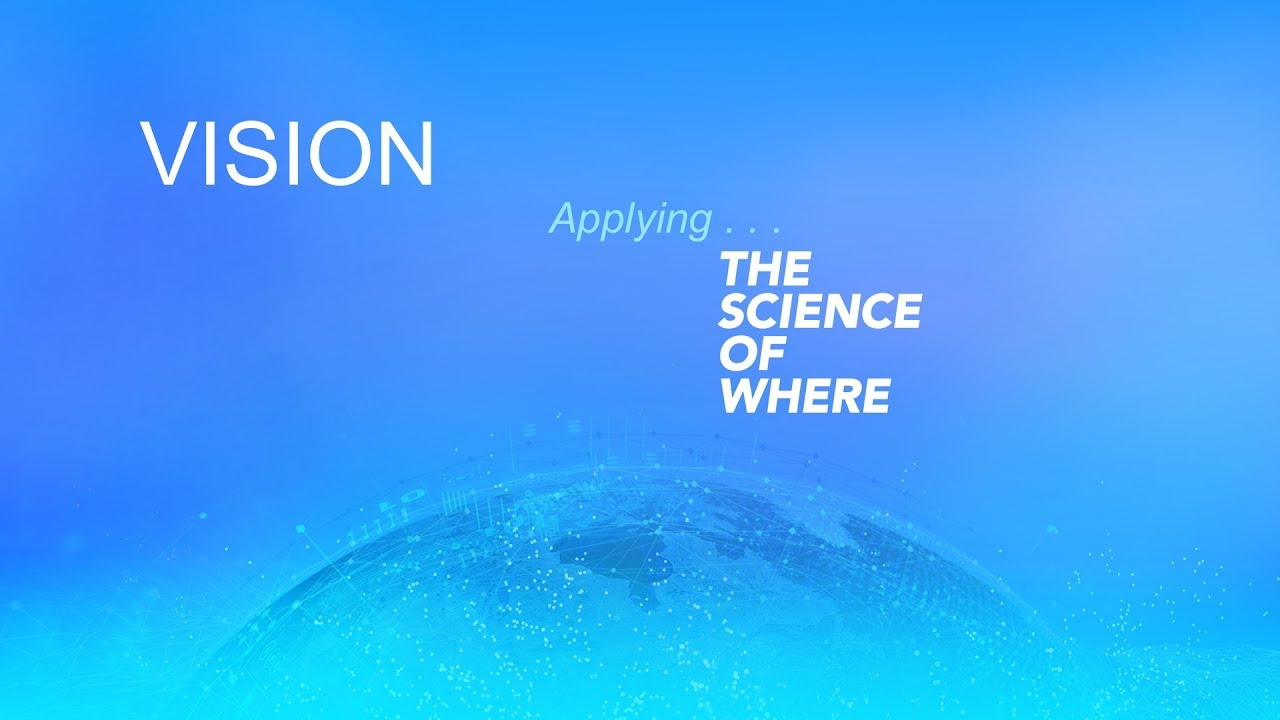 VISION
Applying . . .
THE
SCIENCE
OF
WHERE